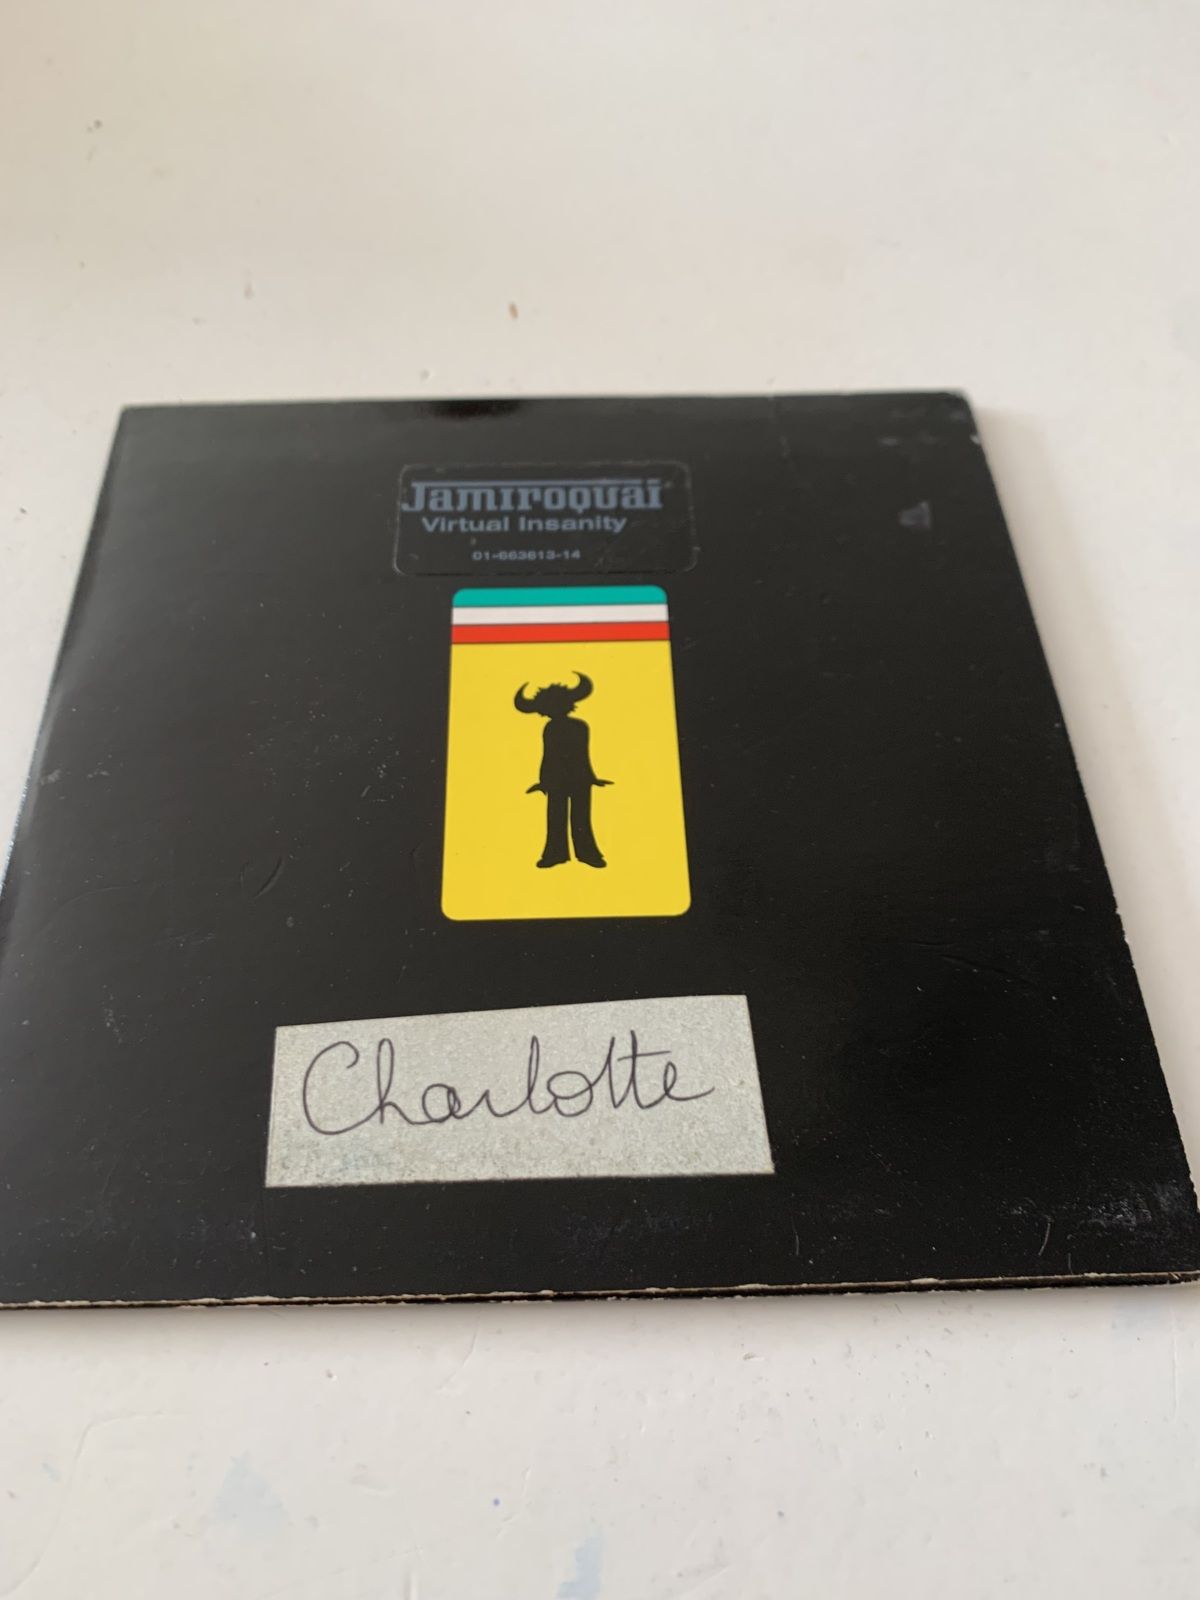 Jamiroquai
Virtual Insanity
01-663613-14
Charlotte